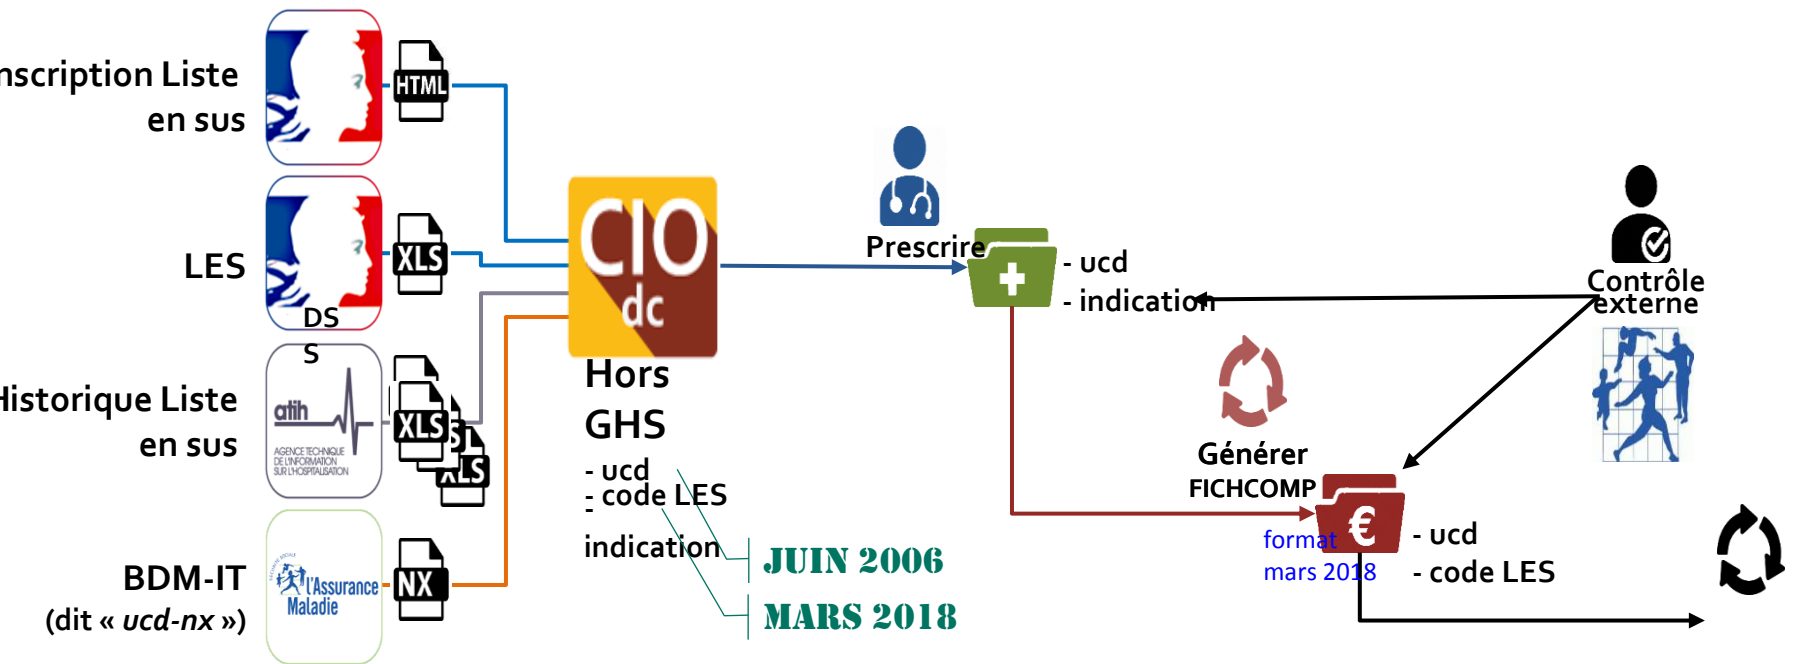 nscription Liste
en sus
HTML
LES
XLS
DS
S
Historique Liste
en sus
atih
AGENCE TECHNIQUE
DE L'INFORMATION
SUR L'HOSPITALISATION
XLS
XLS
BDM-IT
(dit « ucd-nx »)
SÉCURITÉ SOCIALE
l'Assurance
Maladie
NX
CIO
dc
Hors
GHS
- ucd
- code LES
-
indication
JUIN 2006
MARS 2018
Prescrire
- ucd
- indication
Générer
FICHCOMP
format
mars 2018
€
- ucd
- code LES
Contrôle
externe